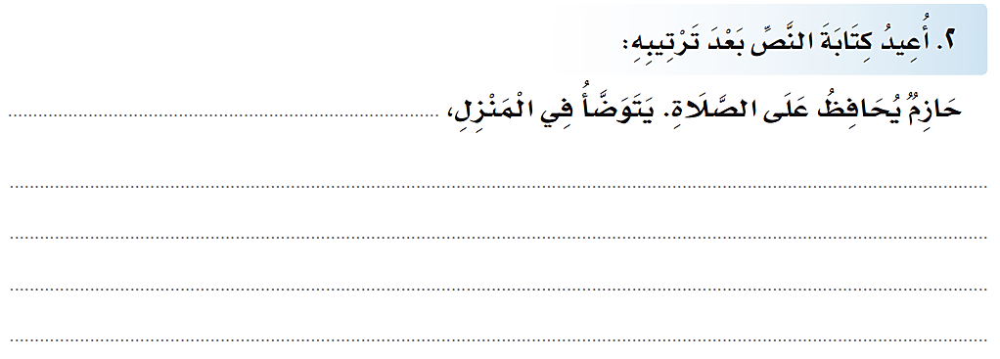 ٢. أُعِيدُ كِتَابَةَ النَّصِّ بَعْدَ تَرْتِيبِهِ:
حَازِمٌ يُحَافِظُ عَلَى الصَّلَاةِ. يَتَوَضَّأُ فِي الْمَنْزِلِ،